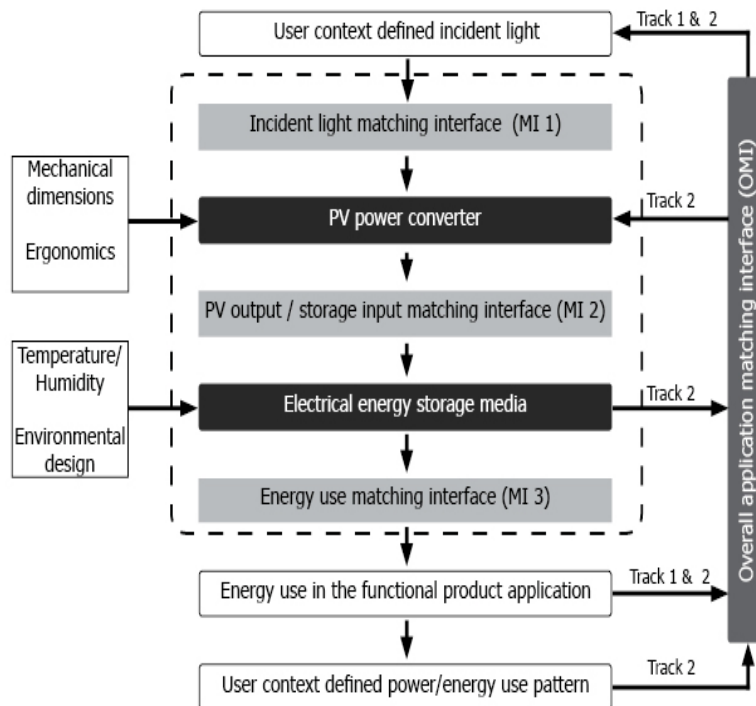 User context defined incident light
Track 1 & 2
Incident light matching interface (MI 1)
Mechanical
dimensions
Ergonomics
PV power converter
Track 2
PV output / storage input matching interface (MI 2)
Temperature/
Humidity
Environmental
design
Electrical energy storage media
Track 2
Energy use matching interface (MI 3)
Energy use in the functional product application
Track 1 & 2
User context defined power/energy use pattern
Track 2
Overall application matching interface (OMI)